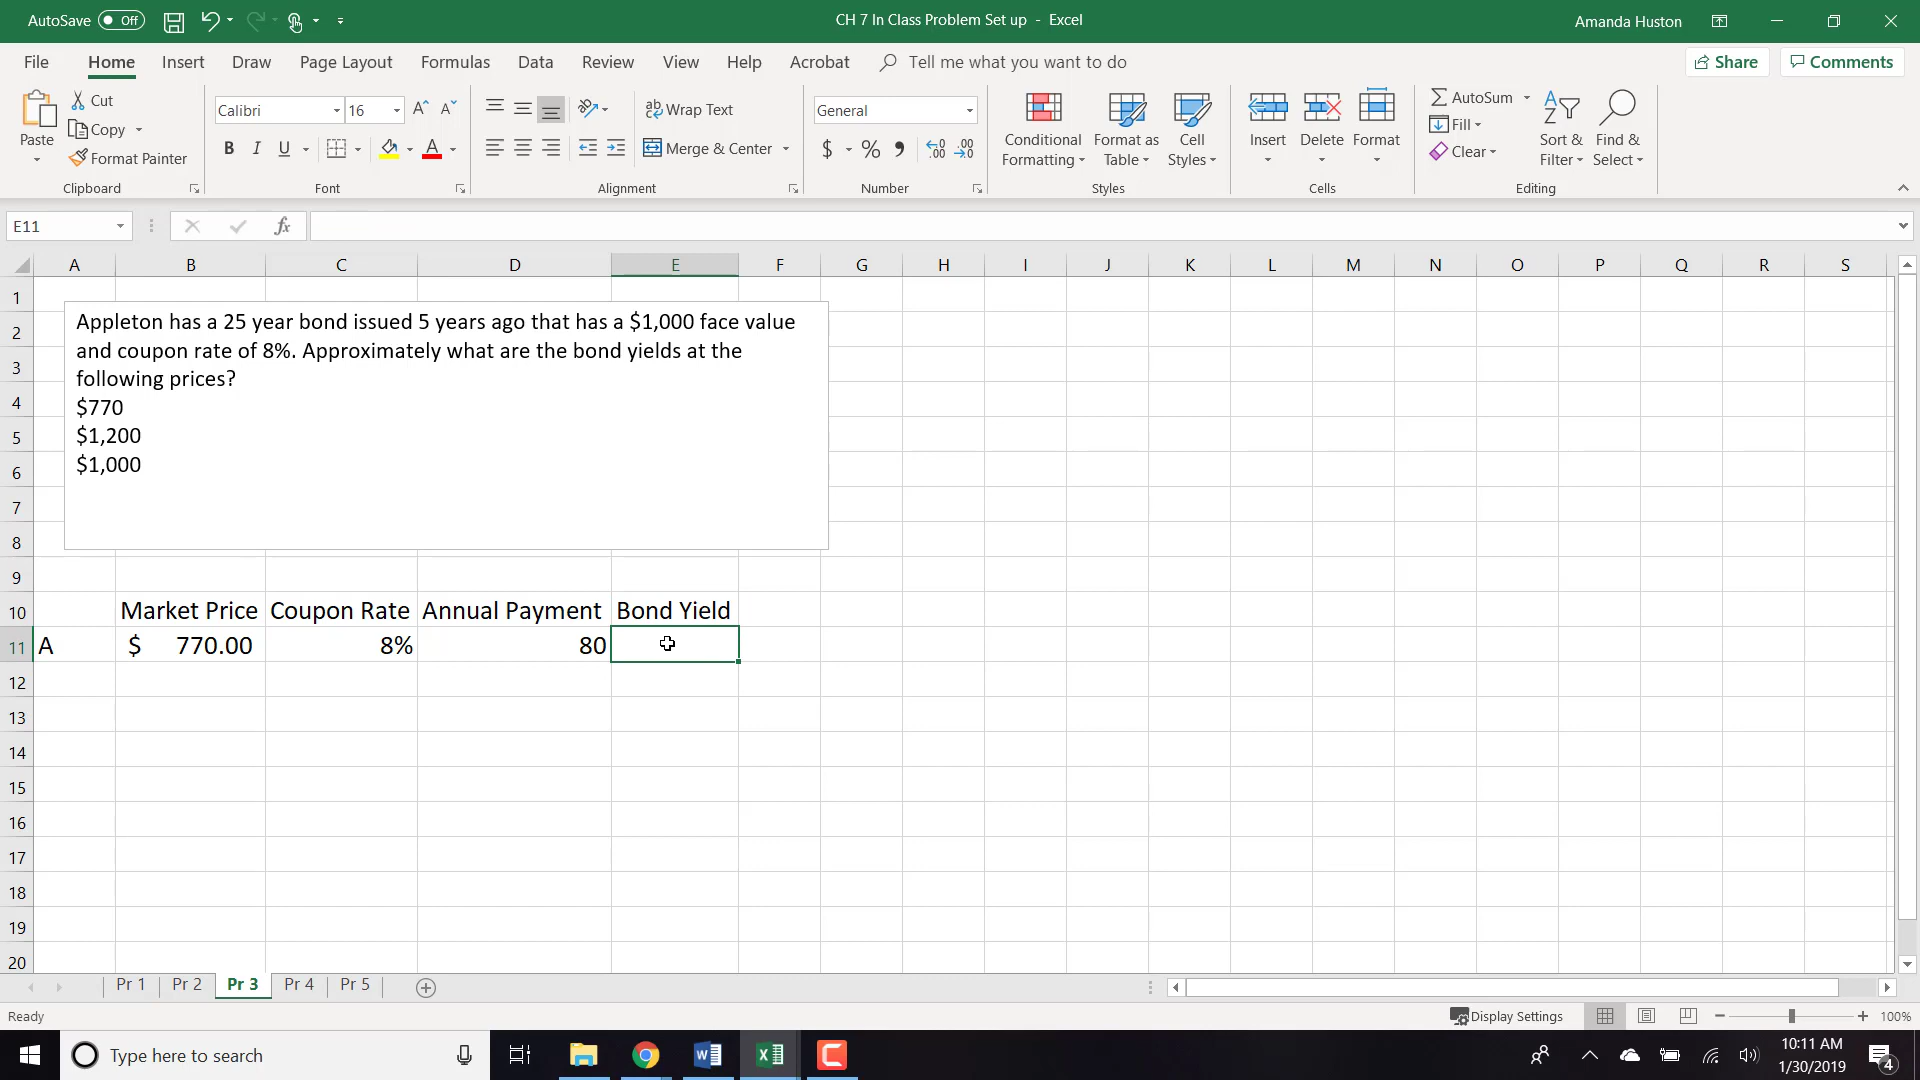 AutoSave Off
CH 7 In Class Problem Set up - Excel
Amanda Huston
File Home Insert Draw Page Layout Formulas Data Review View Help Acrobat Tell me what you want to do
Share Comments
Paste
Cut
Copy
Format Painter
Clipboard
Calibri 16
A A
B I U A
Font
ab Wrap Text
Merge & Center
Alignment
General
$ % ,
Number
Conditional Formatting
Format as Table
Cell Styles
Styles
Insert Delete Format
Cells
AutoSum
Fill
Clear
Sort & Filter
Find & Select
Editing
E11
fx
A B C D E F G H I J K L M N O P Q R S
1
2
3
4
5
6
7
8
9
Appleton has a 25 year bond issued 5 years ago that has a $1,000 face value
and coupon rate of 8%. Approximately what are the bond yields at the
following prices?
$770
$1,200
$1,000
10 Market Price Coupon Rate Annual Payment Bond Yield
11 A $ 770.00 8% 80
12
13
14
15
16
17
18
19
20
Pr 1 Pr 2 Pr 3 Pr 4 Pr 5
Ready
Display Settings
100%
Type here to search
10:11 AM
1/30/2019
4